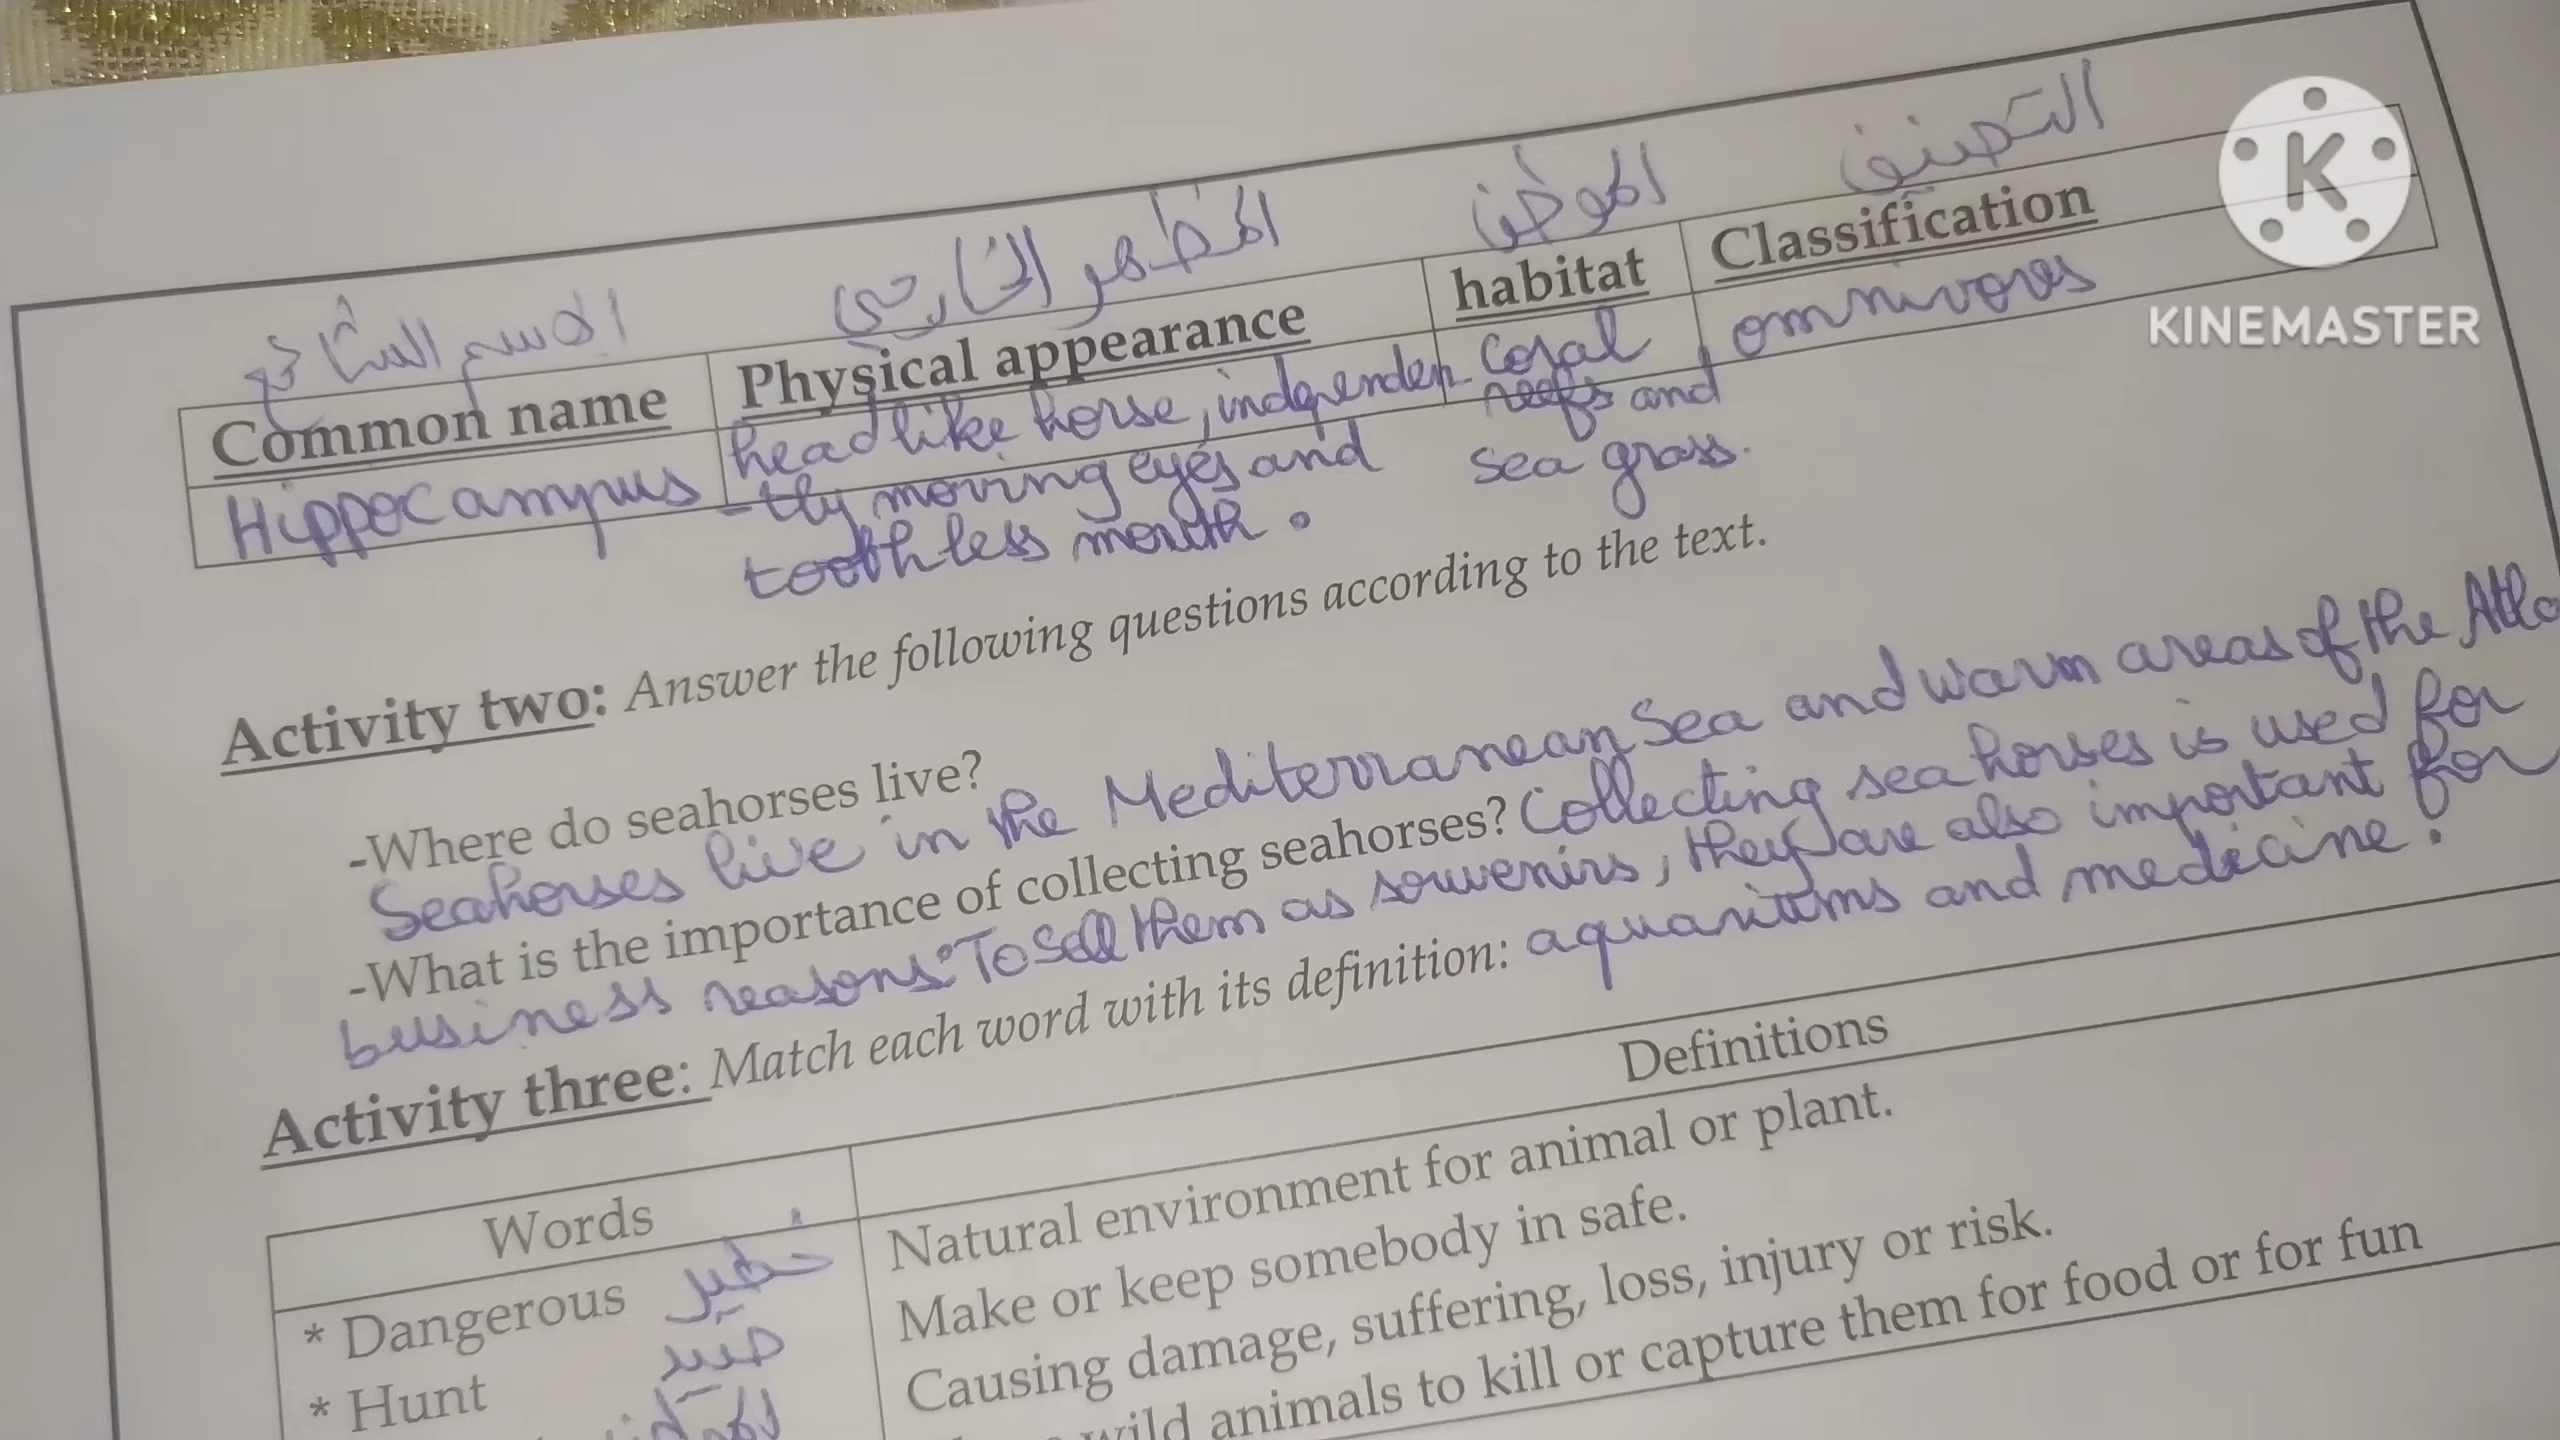 الاسم الشائع المظهر الخارجي الموطن التصنيف
Common name Physical appearance habitat Classification
Hippocampus head like horse, independen coral omnivores
-tly moving eyes and reefs and
toothless mouth. sea grass.
Activity two: Answer the following questions according to the text.
-Where do seahorses live?
Seahorses live in the Mediterranean Sea and warm areas of the
-What is the importance of collecting seahorses? Collecting sea horses is used for
business reasons: To Sell them as souvenirs, they are also important for
Activity three: Match each word with its definition: aquariums and medicine.
Words Definitions
* Dangerous خطير Natural environment for animal or plant.
* Hunt صيد Make or keep somebody in safe.
الموطن Causing damage, suffering, loss, injury or risk.
wild animals to kill or capture them for food or for fun
K
KINEMASTER